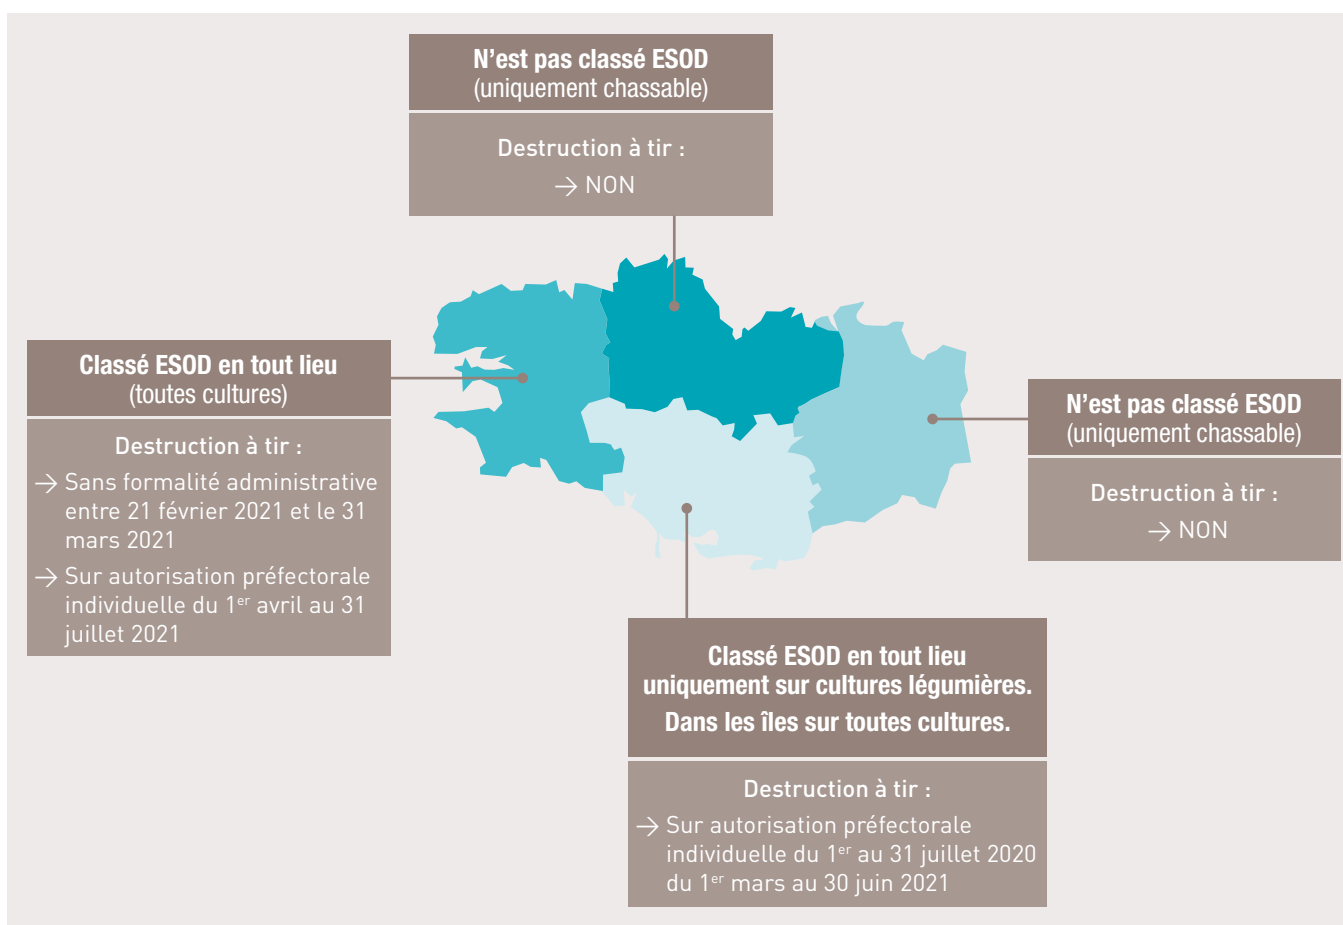 N’est pas classé ESOD
(uniquement chassable)
Destruction à tir :
→ NON
Classé ESOD en tout lieu
(toutes cultures)
Destruction à tir :
→ Sans formalité administrative
entre 21 février 2021 et le 31
mars 2021
→ Sur autorisation préfectorale
individuelle du 1er avril au 31
juillet 2021
N’est pas classé ESOD
(uniquement chassable)
Destruction à tir :
→ NON
Classé ESOD en tout lieu
uniquement sur cultures légumières.
Dans les îles sur toutes cultures.
Destruction à tir :
→ Sur autorisation préfectorale
individuelle du 1er au 31 juillet 2020
du 1er mars au 30 juin 2021